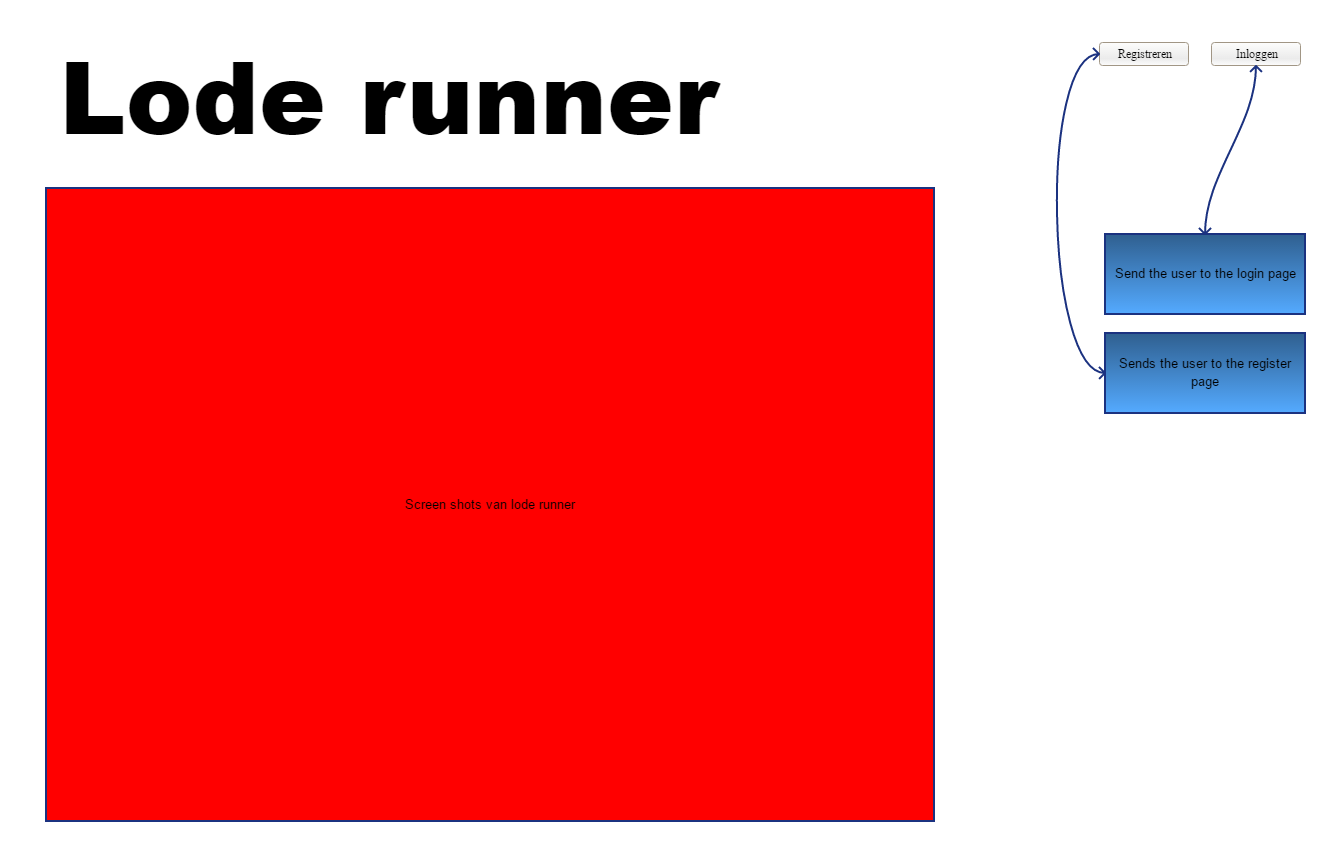 Lode runner
Registreren
Inloggen
Send the user to the login page
Sends the user to the register
page
Screen shots van lode runner